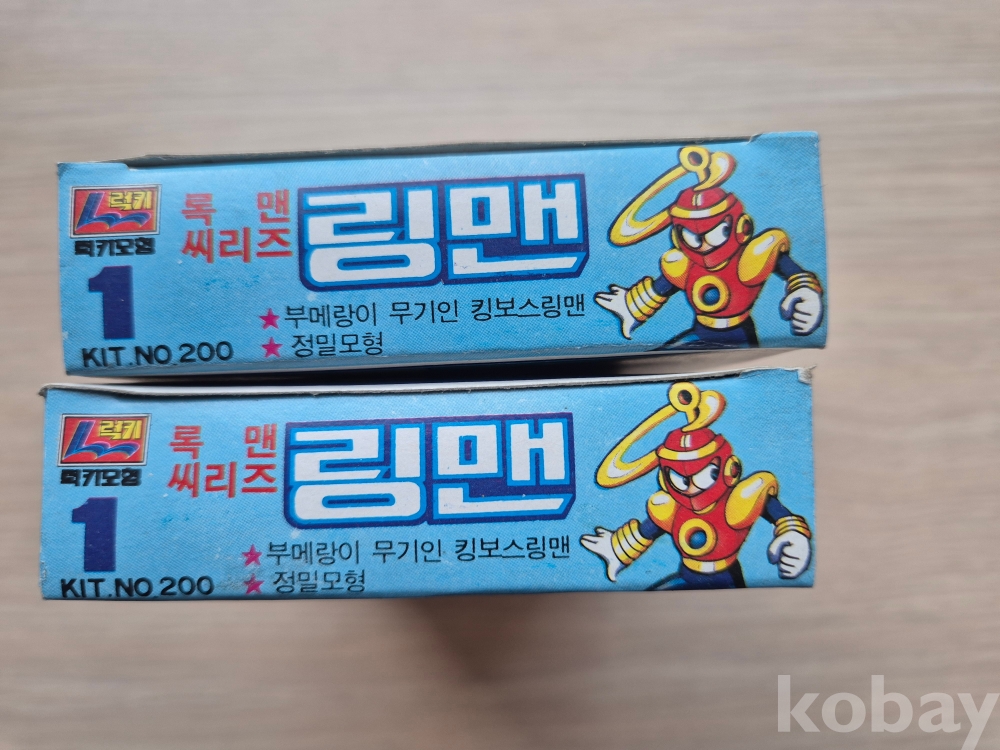 럭키
럭키모형
록 맨
씨리즈
링맨
1
KIT.NO.200
★부메랑이 무기인 킹보스링맨
★정밀모형
럭키
럭키모형
록 맨
씨리즈
링맨
1
KIT.NO.200
★부메랑이 무기인 킹보스링맨
★정밀모형
kobay